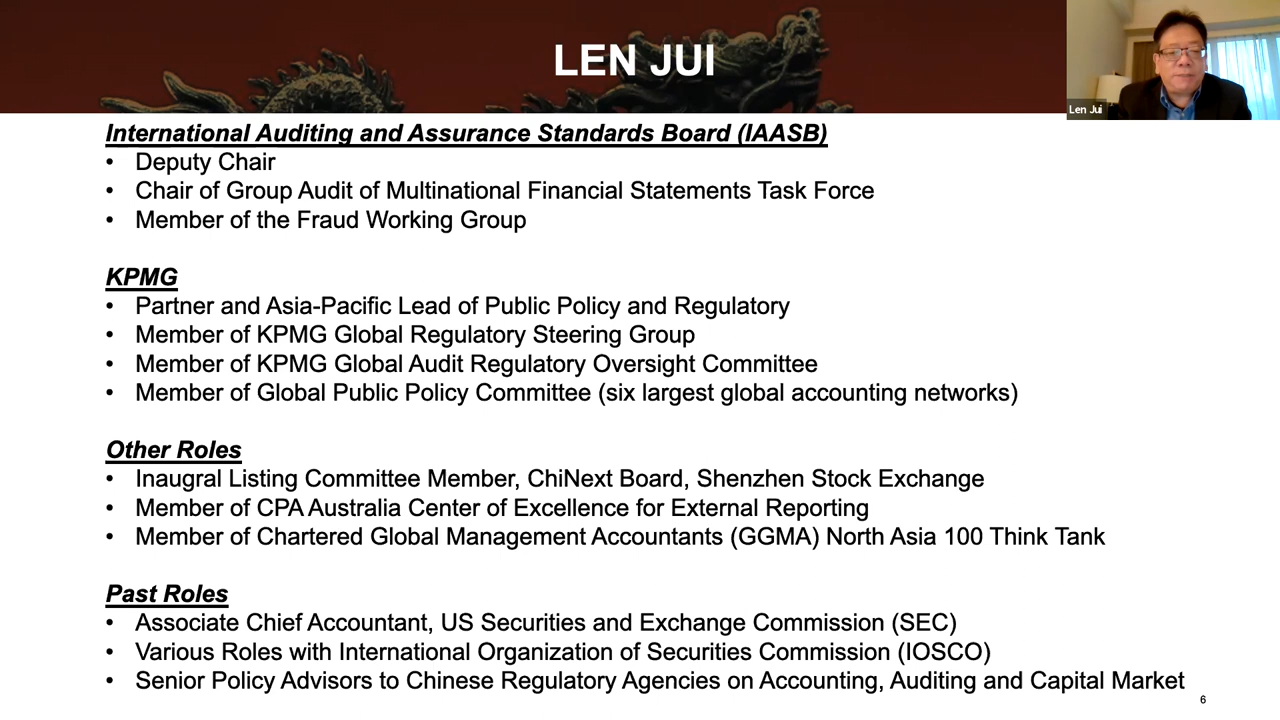 LEN JUI
Len Jui
International Auditing and Assurance Standards Board (IAASB)
• Deputy Chair
• Chair of Group Audit of Multinational Financial Statements Task Force
• Member of the Fraud Working Group
KPMG
• Partner and Asia-Pacific Lead of Public Policy and Regulatory
• Member of KPMG Global Regulatory Steering Group
• Member of KPMG Global Audit Regulatory Oversight Committee
• Member of Global Public Policy Committee (six largest global accounting networks)
Other Roles
• Inaugral Listing Committee Member, ChiNext Board, Shenzhen Stock Exchange
• Member of CPA Australia Center of Excellence for External Reporting
• Member of Chartered Global Management Accountants (GGMA) North Asia 100 Think Tank
Past Roles
• Associate Chief Accountant, US Securities and Exchange Commission (SEC)
• Various Roles with International Organization of Securities Commission (IOSCO)
• Senior Policy Advisors to Chinese Regulatory Agencies on Accounting, Auditing and Capital Market
6